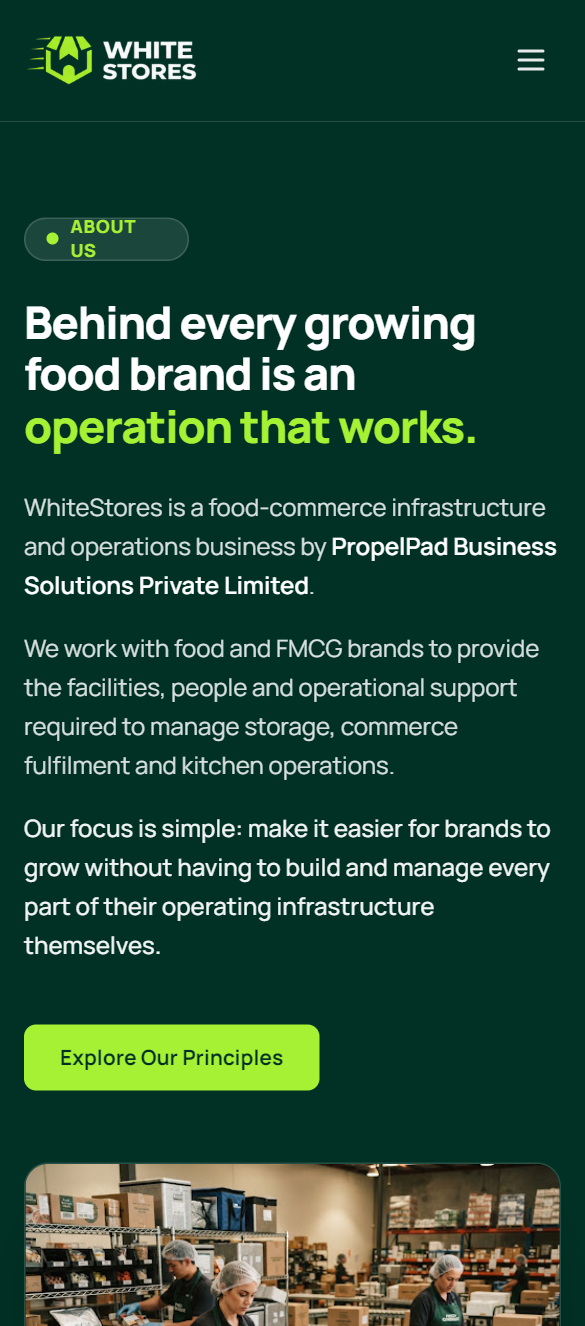 WHITE
STORES
ABOUT
US
Behind every growing
food brand is an
operation that works.
WhiteStores is a food-commerce infrastructure
and operations business by PropelPad Business
Solutions Private Limited.
We work with food and FMCG brands to provide
the facilities, people and operational support
required to manage storage, commerce
fulfilment and kitchen operations.
Our focus is simple: make it easier for brands to
grow without having to build and manage every
part of their operating infrastructure
themselves.
Explore Our Principles